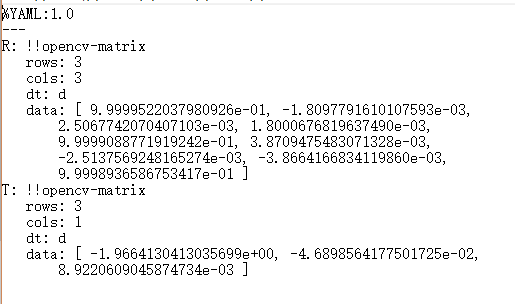 %YAML:1.0
---
R: !!opencv-matrix
   rows: 3
   cols: 3
   dt: d
   data: [ 9.9999522037980926e-01, -1.8097791610107593e-03,
       2.5067742070407103e-03, 1.8000676819637490e-03,
       9.9999088771919242e-01, 3.8709475483071328e-03,
       -2.5137569248165274e-03, -3.8664166834119860e-03,
       9.9998936586753417e-01 ]
T: !!opencv-matrix
   rows: 3
   cols: 1
   dt: d
   data: [ -1.9664130413035699e+00, -4.6898564177501725e-02,
       8.9220609045874734e-03 ]